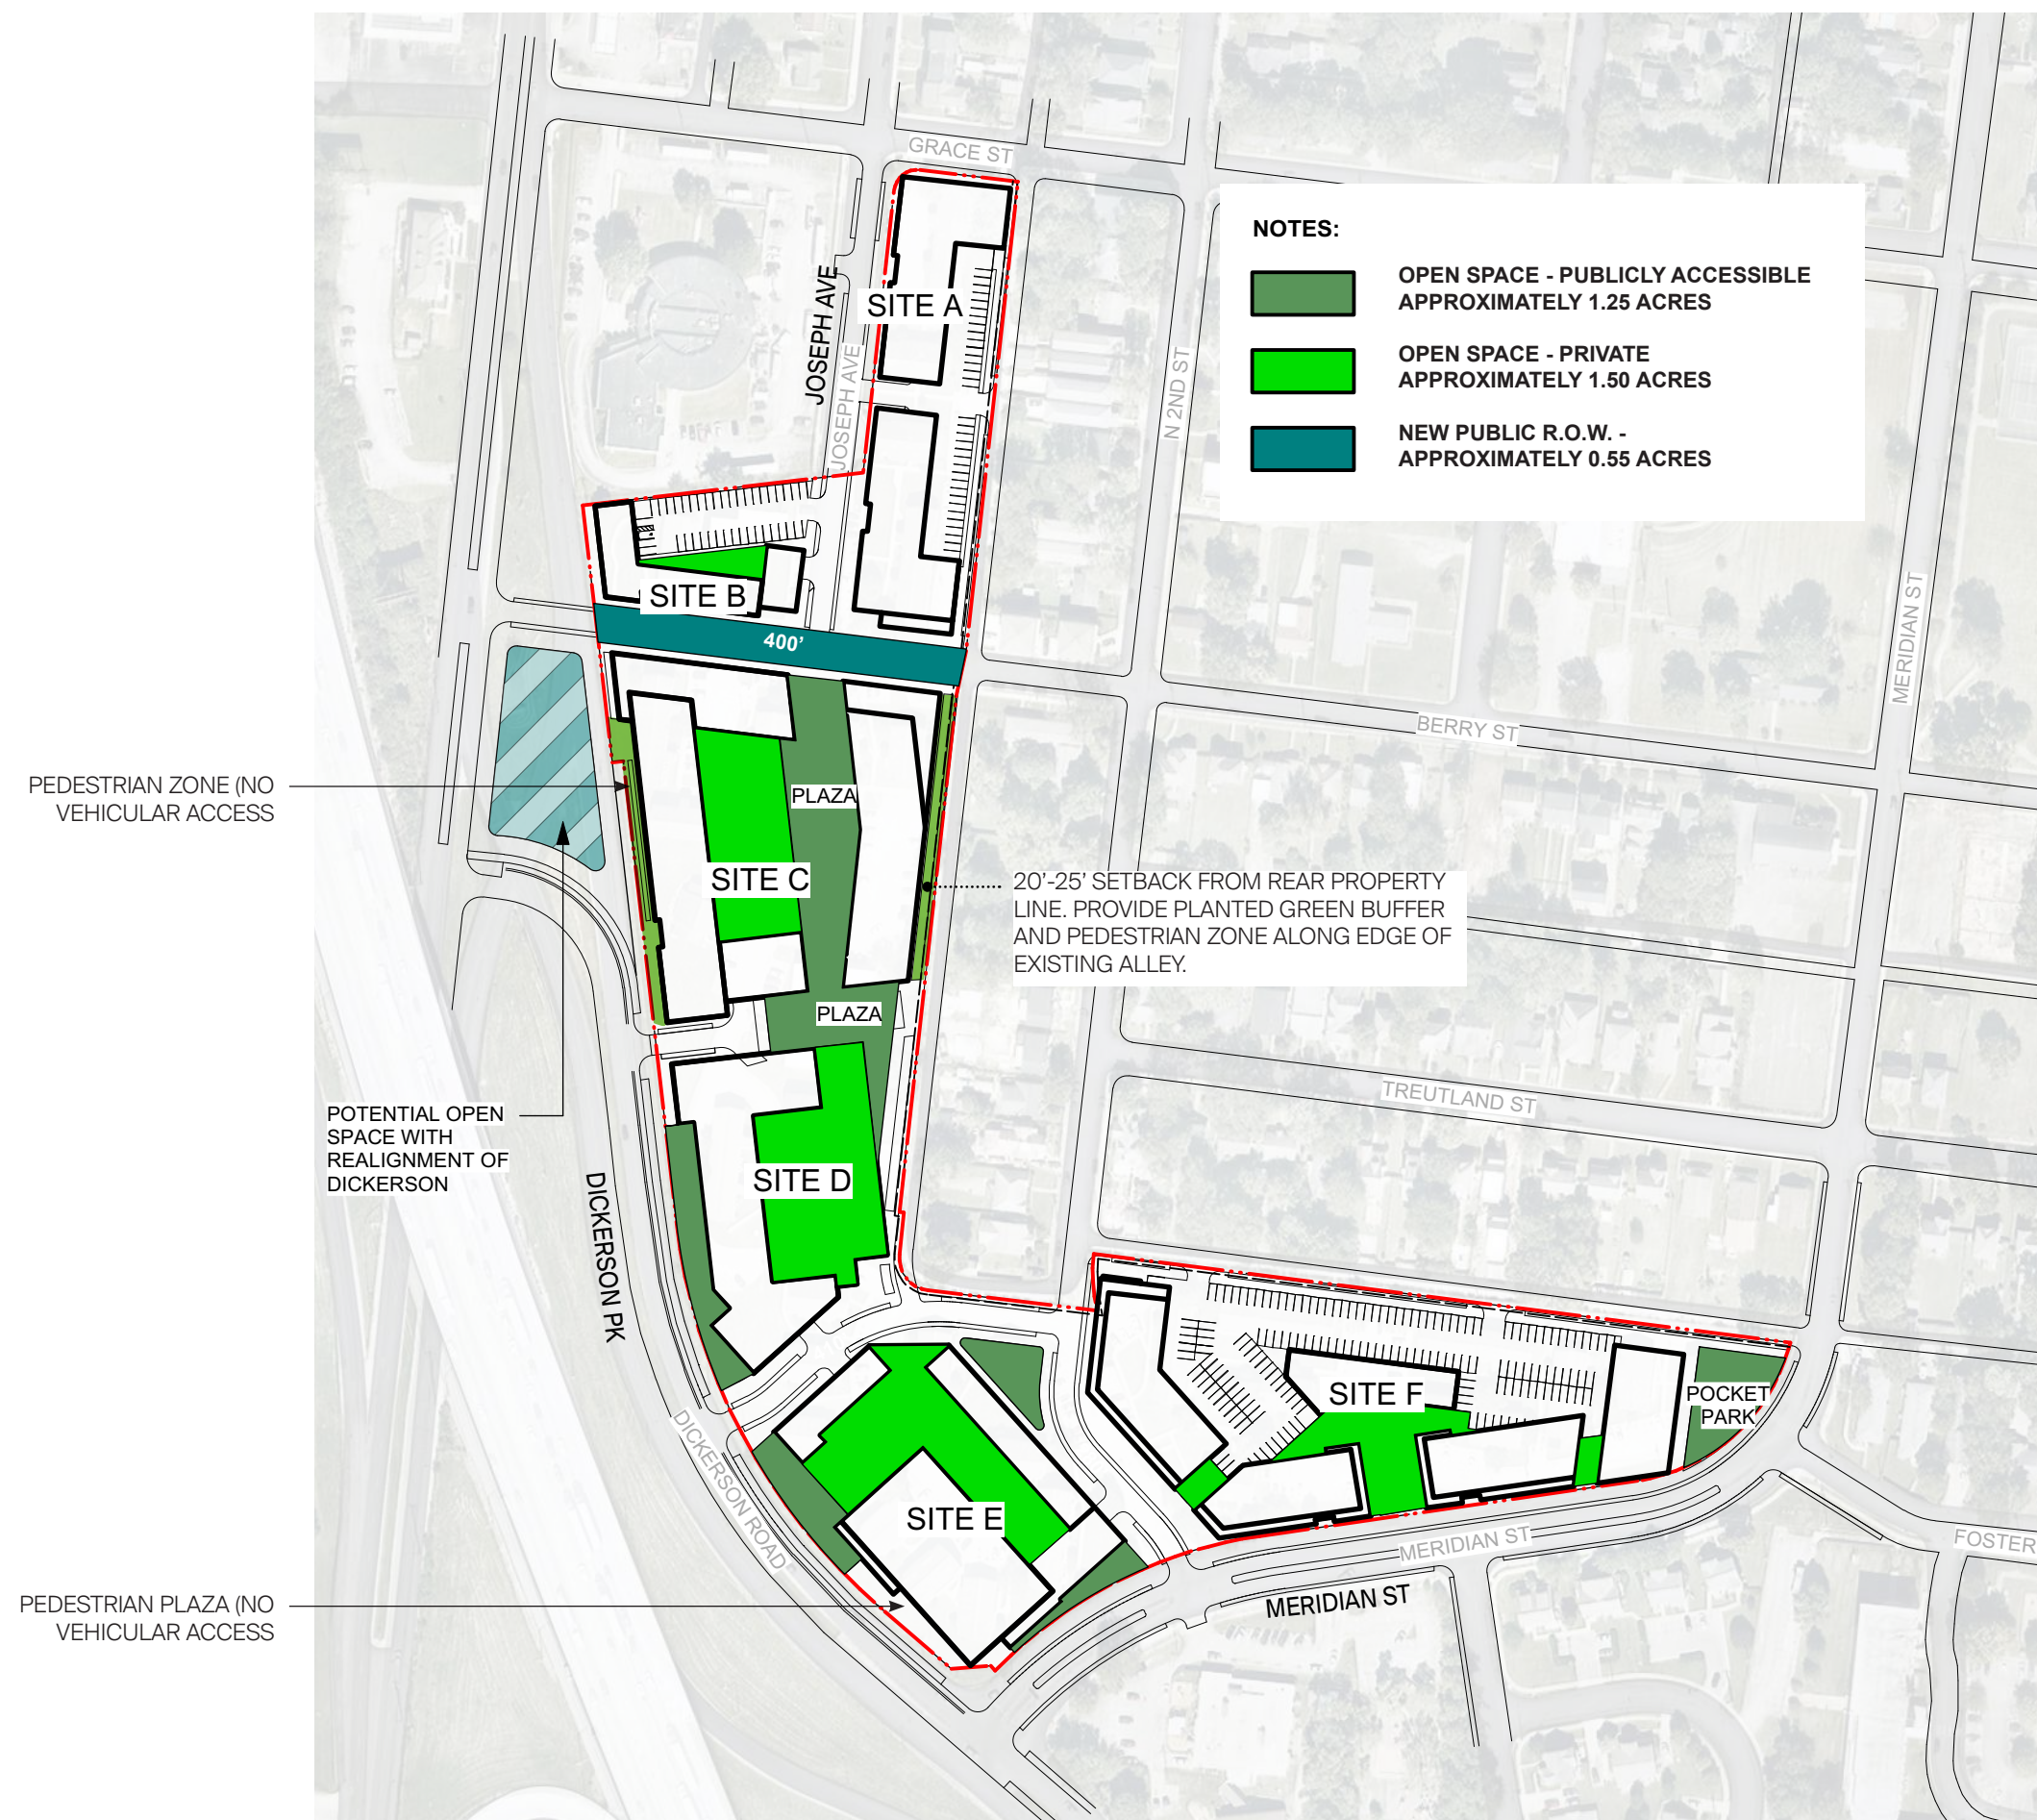 GRACE ST
NOTES:
OPEN SPACE - PUBLICLY ACCESSIBLE
APPROXIMATELY 1.25 ACRES
OPEN SPACE - PRIVATE
APPROXIMATELY 1.50 ACRES
NEW PUBLIC R.O.W. -
APPROXIMATELY 0.55 ACRES
SITE A
JOSEPH AVE
JOSEPH AVE
N 2ND ST
MERIDIAN ST
SITE B
400’
BERRY ST
PEDESTRIAN ZONE (NO
VEHICULAR ACCESS
PLAZA
SITE C
20’-25’ SETBACK FROM REAR PROPERTY
LINE. PROVIDE PLANTED GREEN BUFFER
AND PEDESTRIAN ZONE ALONG EDGE OF
EXISTING ALLEY.
PLAZA
TREUTLAND ST
POTENTIAL OPEN
SPACE WITH
REALIGNMENT OF
DICKERSON
SITE D
DICKERSON PK
SITE F
POCKET
PARK
DICKERSON ROAD
SITE E
MERIDIAN ST
FOSTER
MERIDIAN ST
PEDESTRIAN PLAZA (NO
VEHICULAR ACCESS